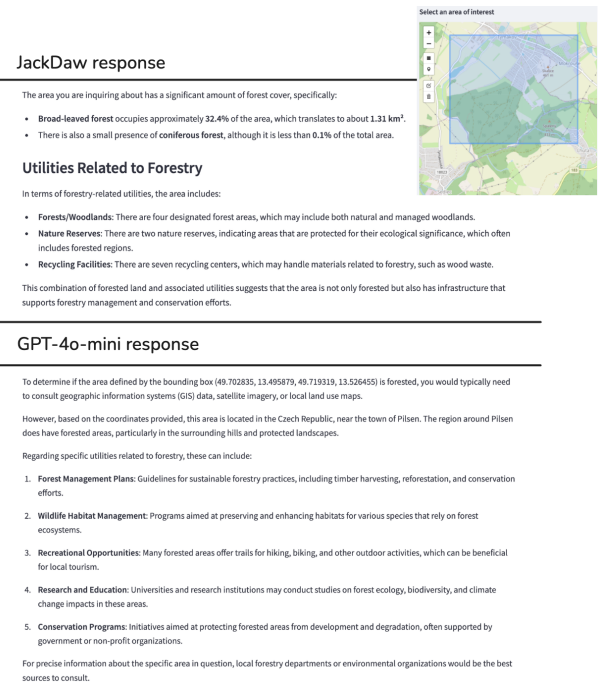 Select an area of interest
JackDaw response
The area you are inquiring about has a significant amount of forest cover, specifically:
• Broad-leaved forest occupies approximately 32.4% of the area, which translates to about 1.31 km².
• There is also a small presence of coniferous forest, although it is less than 0.1% of the total area.
Utilities Related to Forestry
In terms of forestry-related utilities, the area includes:
• Forests/Woodlands: There are four designated forest areas, which may include both natural and managed woodlands.
• Nature Reserves: There are two nature reserves, indicating areas that are protected for their ecological significance, which often
includes forested regions.
• Recycling Facilities: There are seven recycling centers, which may handle materials related to forestry, such as wood waste.
This combination of forested land and associated utilities suggests that the area is not only forested but also has infrastructure that
supports forestry management and conservation efforts.
GPT-4o-mini response
To determine if the area defined by the bounding box (49.702835, 13.495879, 49.719319, 13.526455) is forested, you would typically need
to consult geographic information systems (GIS) data, satellite imagery, or local land use maps.
However, based on the coordinates provided, this area is located in the Czech Republic, near the town of Pilsen. The region around Pilsen
does have forested areas, particularly in the surrounding hills and protected landscapes.
Regarding specific utilities related to forestry, these can include:
1. Forest Management Plans: Guidelines for sustainable forestry practices, including timber harvesting, reforestation, and conservation
efforts.
2. Wildlife Habitat Management: Programs aimed at preserving and enhancing habitats for various species that rely on forest
ecosystems.
3. Recreational Opportunities: Many forested areas offer trails for hiking, biking, and other outdoor activities, which can be beneficial
for local tourism.
4. Research and Education: Universities and research institutions may conduct studies on forest ecology, biodiversity, and climate
change impacts in these areas.
5. Conservation Programs: Initiatives aimed at protecting forested areas from development and degradation, often supported by
government or non-profit organizations.
For precise information about the specific area in question, local forestry departments or environmental organizations would be the best
sources to consult.